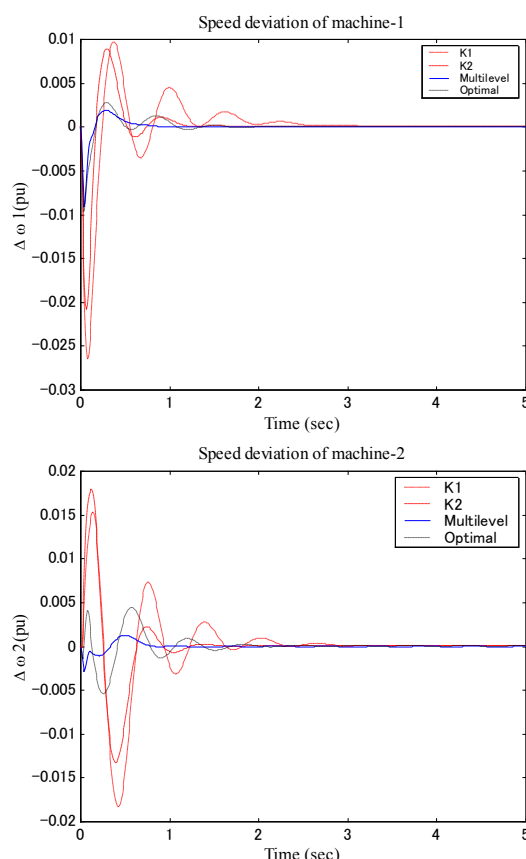 Speed deviation of machine-1
0.01
0.005
0
−0.005
−0.01
−0.015
−0.02
−0.025
−0.03
Δ ω 1(pu)
K1
K2
Multilevel
Optimal
0 1 2 3 4 5
Time (sec)
Speed deviation of machine-2
0.02
0.015
0.01
0.005
0
−0.005
−0.01
−0.015
−0.02
Δ ω 2(pu)
K1
K2
Multilevel
Optimal
0 1 2 3 4 5
Time (sec)